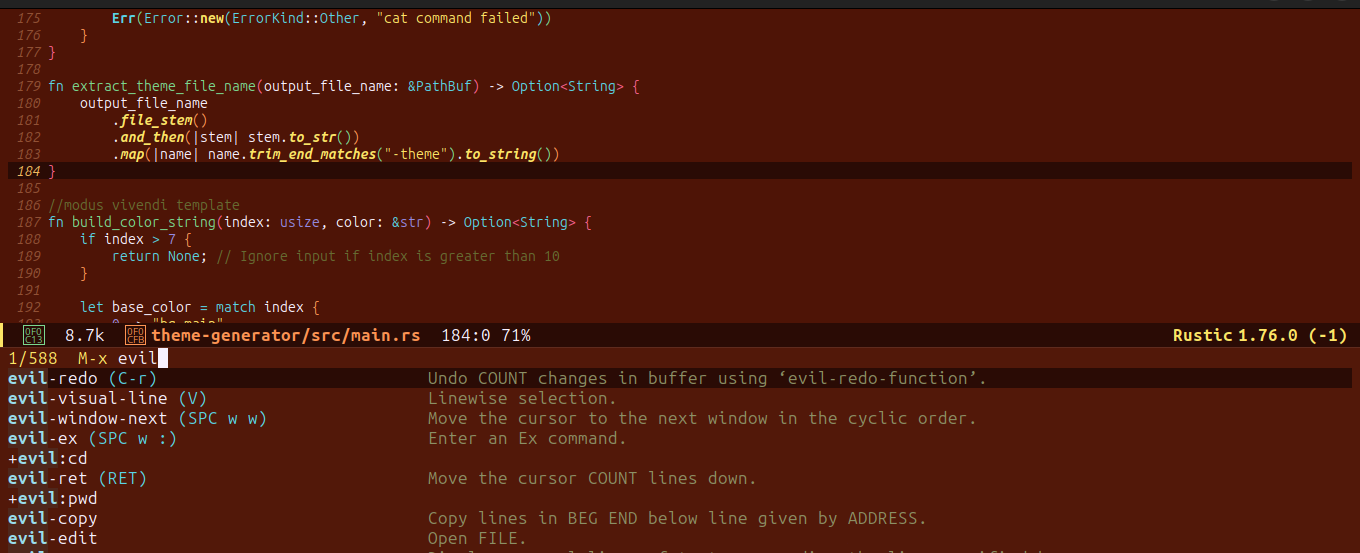 175         Err(Error::new(ErrorKind::Other, "cat command failed"))
176     }
177 }
178
179 fn extract_theme_file_name(output_file_name: &PathBuf) -> Option<String> {
180     output_file_name
181         .file_stem()
182         .and_then(|stem| stem.to_str())
183         .map(|name| name.trim_end_matches("-theme").to_string())
184 }
185
186 //modus vivendi template
187 fn build_color_string(index: usize, color: &str) -> Option<String> {
188     if index > 7 {
189         return None; // Ignore input if index is greater than 10
190     }
191
192     let base_color = match index {
0F0 C13 8.7k 0F0 CFB theme-generator/src/main.rs 184:0 71% Rustic 1.76.0 (-1)
1/588 M-x evil
evil-redo (C-r) Undo COUNT changes in buffer using ‘evil-redo-function’.
evil-visual-line (V) Linewise selection.
evil-window-next (SPC w w) Move the cursor to the next window in the cyclic order.
evil-ex (SPC w :) Enter an Ex command.
+evil:cd
evil-ret (RET) Move the cursor COUNT lines down.
+evil:pwd
evil-copy Copy lines in BEG END below line given by ADDRESS.
evil-edit Open FILE.